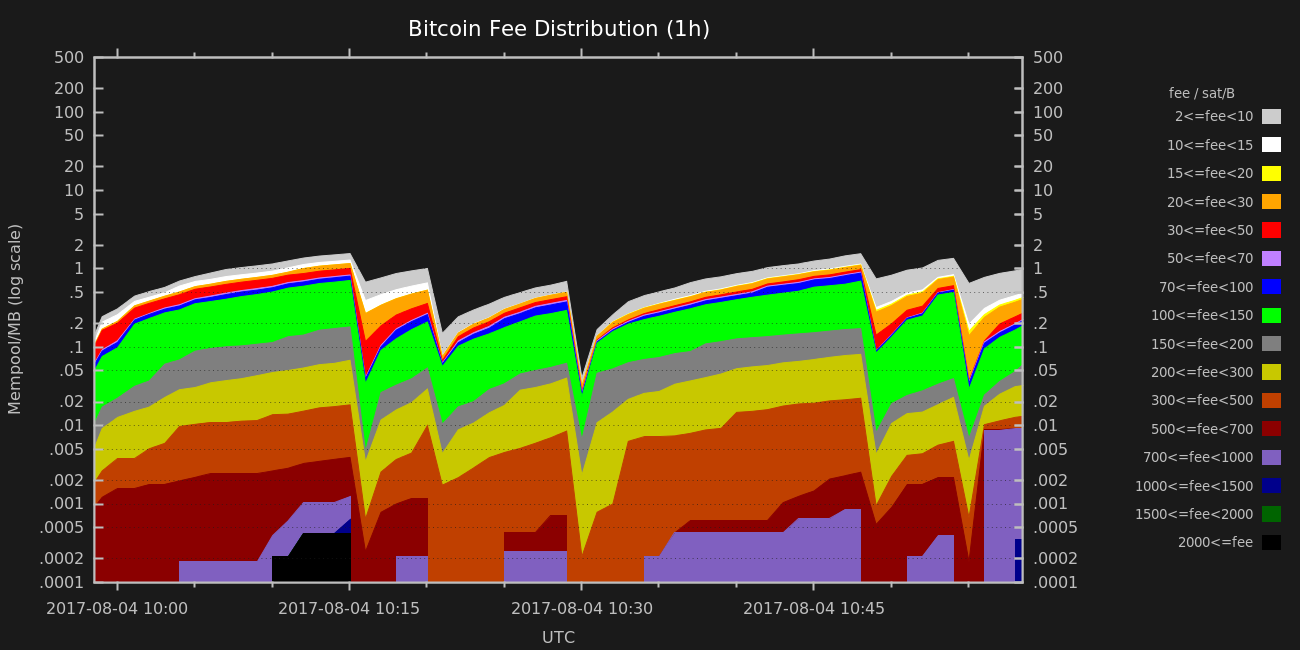 Bitcoin Fee Distribution (1h)
Mempool/MB (log scale)
500
200
100
50
20
10
5
2
1
.5
.2
.1
.05
.02
.01
.005
.002
.001
.0005
.0002
.0001
500
200
100
50
20
10
5
2
1
.5
.2
.1
.05
.02
.01
.005
.002
.001
.0005
.0002
.0001
2017-08-04 10:00
2017-08-04 10:15
2017-08-04 10:30
2017-08-04 10:45
UTC
fee / sat/B
2<=fee<10
10<=fee<15
15<=fee<20
20<=fee<30
30<=fee<50
50<=fee<70
70<=fee<100
100<=fee<150
150<=fee<200
200<=fee<300
300<=fee<500
500<=fee<700
700<=fee<1000
1000<=fee<1500
1500<=fee<2000
2000<=fee